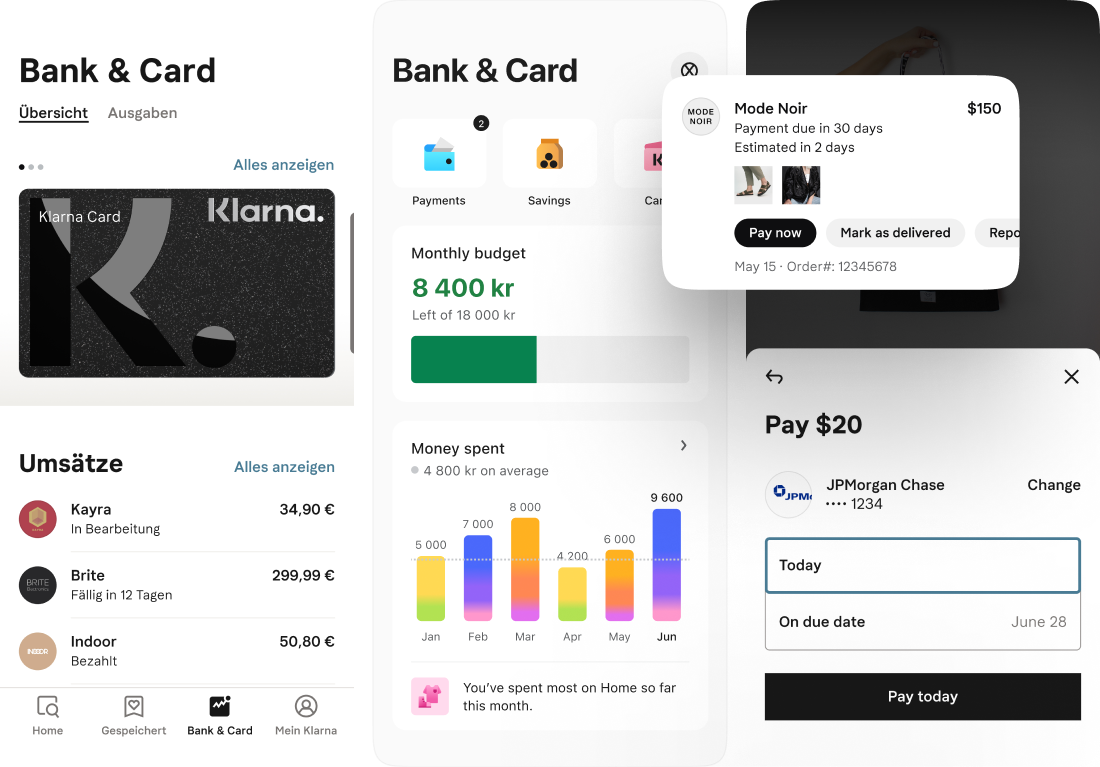 Bank & Card
Übersicht
Ausgaben
Alles anzeigen
Klarna Card
Klarna.
K.
Umsätze
Alles anzeigen
Kayra
34,90 €
In Bearbeitung
BRITE
Brite
299,99 €
Fällig in 12 Tagen
Indoor
50,80 €
Bezahlt
Home
Gespeichert
Bank & Card
Mein Klarna
Bank & Card
2
Payments
Savings
Monthly budget
8 400 kr
Left of 18 000 kr
Money spent
4 800 kr on average
5 000
7 000
8 000
4 200
6 000
9 600
Jan
Feb
Mar
Apr
May
Jun
You've spent most on Home so far
this month.
MODE
NOIR
Mode Noir
$150
Payment due in 30 days
Estimated in 2 days
Pay now
Mark as delivered
Repo
May 15 · Order#: 12345678
Pay $20
JPM
JPMorgan Chase
Change
•••• 1234
Today
On due date
June 28
Pay today